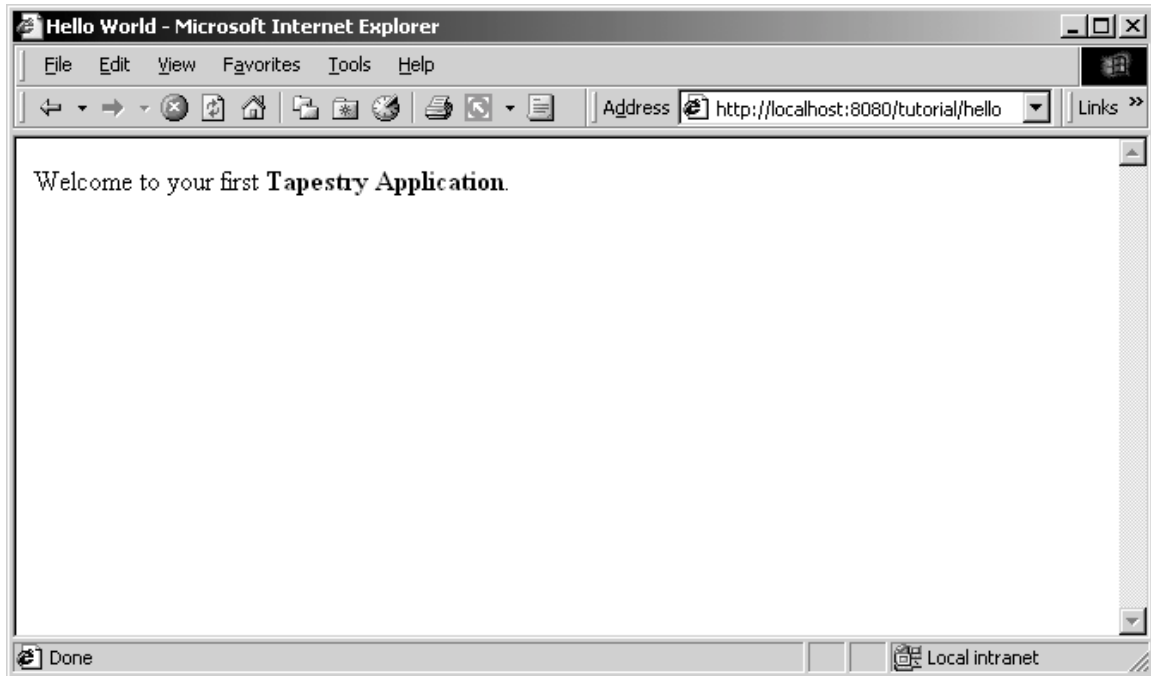 Hello World - Microsoft Internet Explorer
File Edit View Favorites Tools Help
Address http://localhost:8080/tutorial/hello Links »
Welcome to your first Tapestry Application.
Done Local intranet